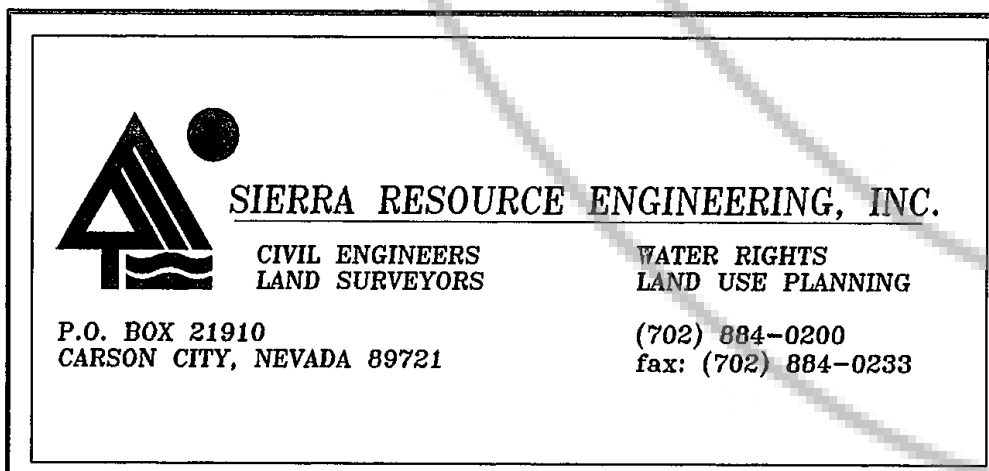 SIERRA RESOURCE ENGINEERING, INC.
CIVIL ENGINEERS
LAND SURVEYORS
WATER RIGHTS
LAND USE PLANNING
P.O. BOX 21910
CARSON CITY, NEVADA 89721
(702) 884-0200
fax: (702) 884-0233